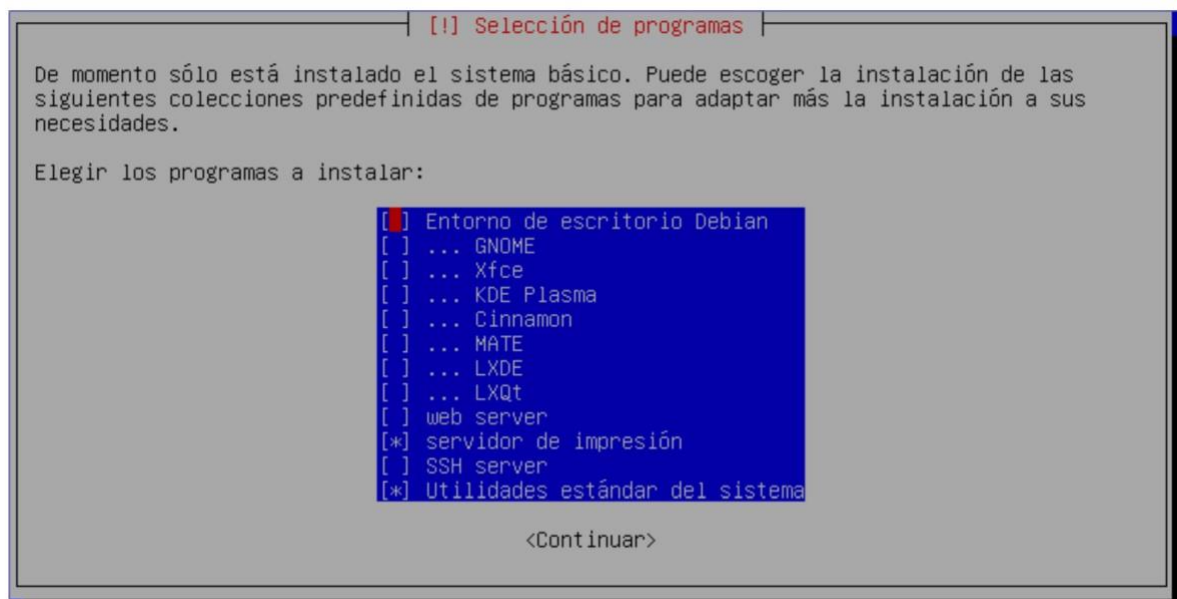 [!] Selección de programas
De momento sólo está instalado el sistema básico. Puede escoger la instalación de las
siguientes colecciones predefinidas de programas para adaptar más la instalación a sus
necesidades.
Elegir los programas a instalar:
[ ] Entorno de escritorio Debian
[ ] ... GNOME
[ ] ... Xfce
[ ] ... KDE Plasma
[ ] ... Cinnamon
[ ] ... MATE
[ ] ... LXDE
[ ] ... LXQt
[ ] web server
[*] servidor de impresión
[ ] SSH server
[*] Utilidades estándar del sistema
<Continuar>